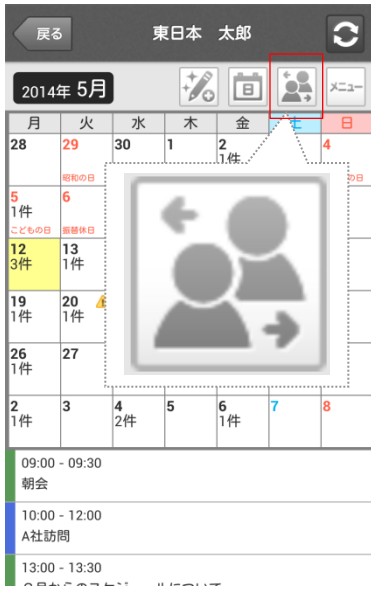 戻る 東日本 太郎
2014年 5月 8 メニュー
月 火 水 木 金 土 日
28 29 30 1 2 4
昭和の日 1件 の日
5 6
1件
こどもの日 振替休日
12 13
3件 1件
19 20
1件 1件
26 27
1件
2 3 4 5 6 7 8
1件 2件 1件
09:00 - 09:30
朝会
10:00 - 12:00
A社訪問
13:00 - 13:30